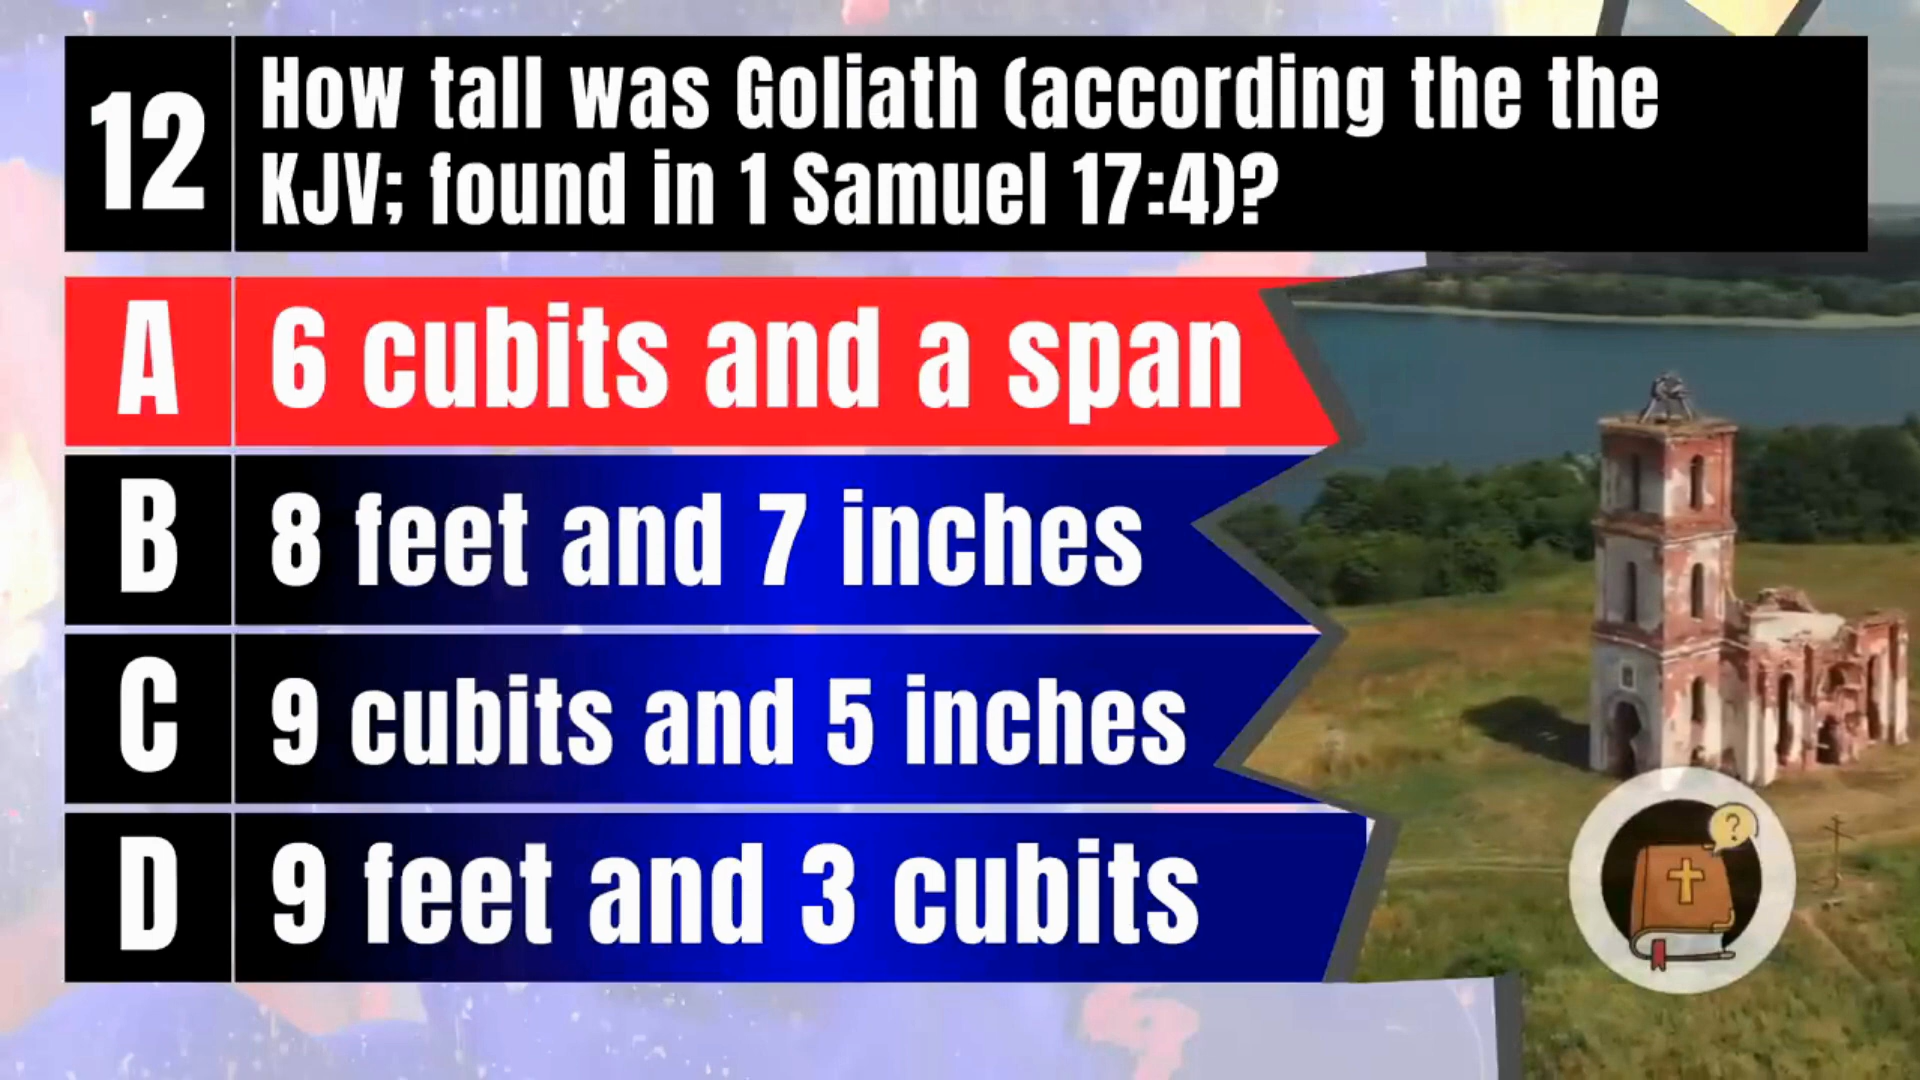 12
How tall was Goliath (according the the
KJV; found in 1 Samuel 17:4)?
A
6 cubits and a span
B
8 feet and 7 inches
C
9 cubits and 5 inches
D
9 feet and 3 cubits
?